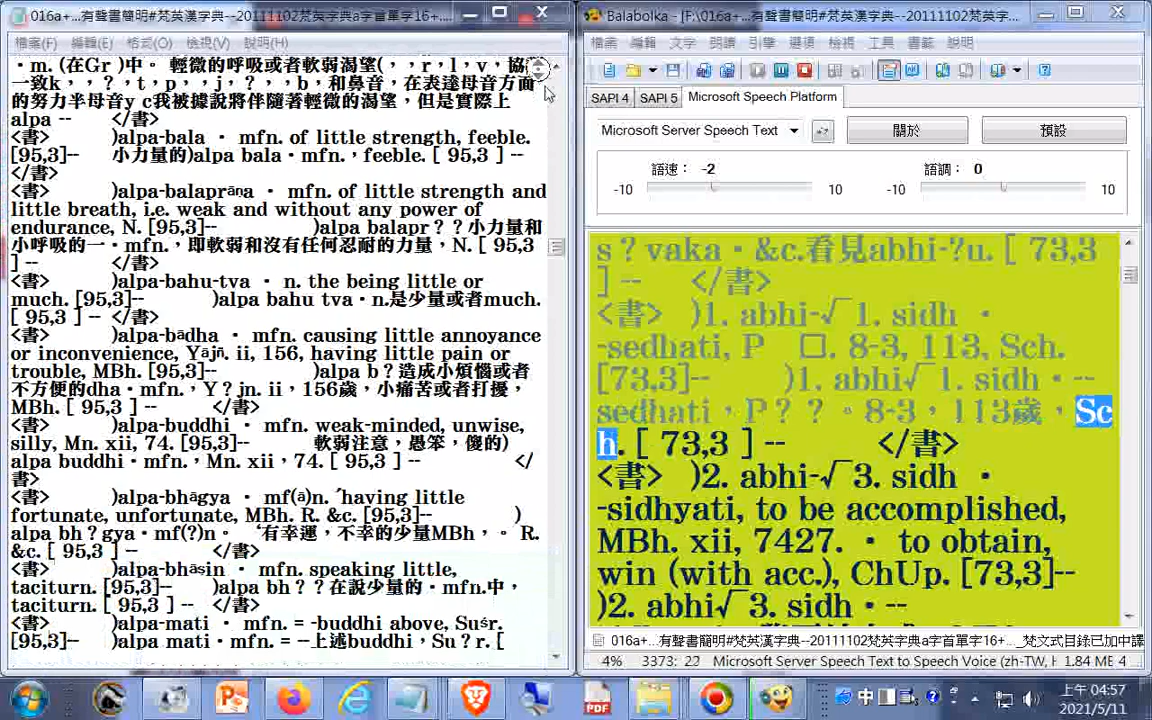 016a+...有聲書簡明#梵英漢字典--20111102梵英字典a字首單字16+...
檔案(F) 編輯(E) 格式(O) 檢視(V) 說明(H)
‧m. (在Gr )中。 輕微的呼吸或者軟弱渴望(，，r，l，v，協
一致k，，?，t，p，，j，?，，b，和鼻音，在表達母音方面
的努力半母音y c我被據說將伴隨著輕微的渴望，但是實際上
alpa -- </書>
<書> )alpa-bala ‧ mfn. of little strength, feeble.
[95,3]-- 小力量的)alpa bala‧mfn.，feeble. [ 95,3 ] --
</書>
<書> )alpa-balaprāṇa ‧ mfn. of little strength and
little breath, i.e. weak and without any power of
endurance, N. [95,3]-- )alpa balapr??小力量和
小呼吸的一‧mfn.，即軟弱和沒有任何忍耐的力量，N. [ 95,3
] -- </書>
<書> )alpa-bahu-tva ‧ n. the being little or
much. [95,3]-- )alpa bahu tva‧n.是少量或者much.
[ 95,3 ] -- </書>
<書> )alpa-bādha ‧ mfn. causing little annoyance
or inconvenience, Yājñ. ii, 156, having little pain or
trouble, MBh. [95,3]-- )alpa b?造成小煩惱或者
不方便的dha‧mfn.，Y?jn. ii，156歲，小痛苦或者打擾，
MBh. [ 95,3 ] -- </書>
<書> )alpa-buddhi ‧ mfn. weak-minded, unwise,
silly, Mn. xii, 74. [95,3]-- 軟弱注意，愚笨，傻的)
alpa buddhi‧mfn.，Mn. xii，74. [ 95,3 ] -- </
書>
<書> )alpa-bhāgya ‧ mf(ā)n. ´having little
fortunate, unfortunate, MBh. R. &c. [95,3]-- )
alpa bh?gya‧mf(?)n。‵有幸運，不幸的少量MBh，。R.
&c. [ 95,3 ] -- </書>
<書> )alpa-bhāṣin ‧ mfn. speaking little,
taciturn. [95,3]-- )alpa bh??在說少量的‧mfn.中，
taciturn. [ 95,3 ] -- </書>
<書> )alpa-mati ‧ mfn. = -buddhi above, Suśr.
[95,3]-- )alpa mati‧mfn. = --上述buddhi，Su?r. [
Balabolka - [F:\016a+...有聲書簡明#梵英漢字典--20111102梵英字...
檔案 編輯 文字 朗讀 引擎 選項 檢視 工具 書籤 說明
SAPI 4 SAPI 5 Microsoft Speech Platform
Microsoft Server Speech Text 關於 預設
語速： -2 語調： 0
-10 10 -10 10
s?vaka‧&c.看見abhi-?u. [ 73,3
] -- </書>
<書> )1. abhi-√1. sidh ‧
-sedhati, P □. 8-3, 113, Sch.
[73,3]-- )1. abhi√1. sidh‧--
sedhati，P??。8-3，113歲，Sc
h. [ 73,3 ] -- </書>
<書> )2. abhi-√3. sidh ‧
-sidhyati, to be accomplished,
MBh. xii, 7427. ‧ to obtain,
win (with acc.), ChUp. [73,3]--
)2. abhi√3. sidh‧--
016a+...有聲書簡明#梵英漢字典--20111102梵英字典a字首單字16+..._梵文式目錄已加中譯
4% 3373: 22 Microsoft Server Speech Text to Speech Voice (zh-TW, H 1.84 MB 4
中
上午 04:57
2021/5/11